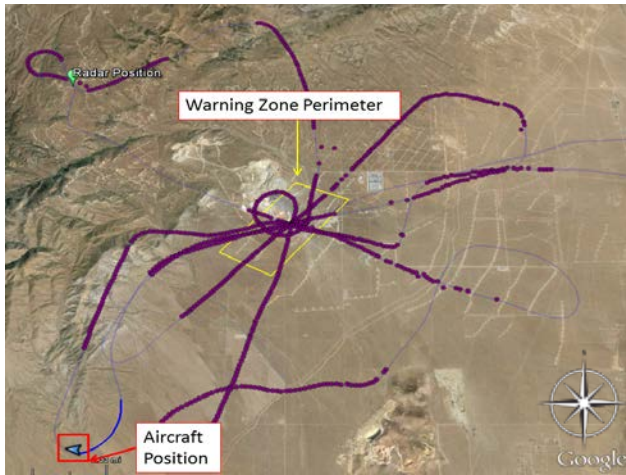 Radar Position
Warning Zone Perimeter
Aircraft
Position
Google